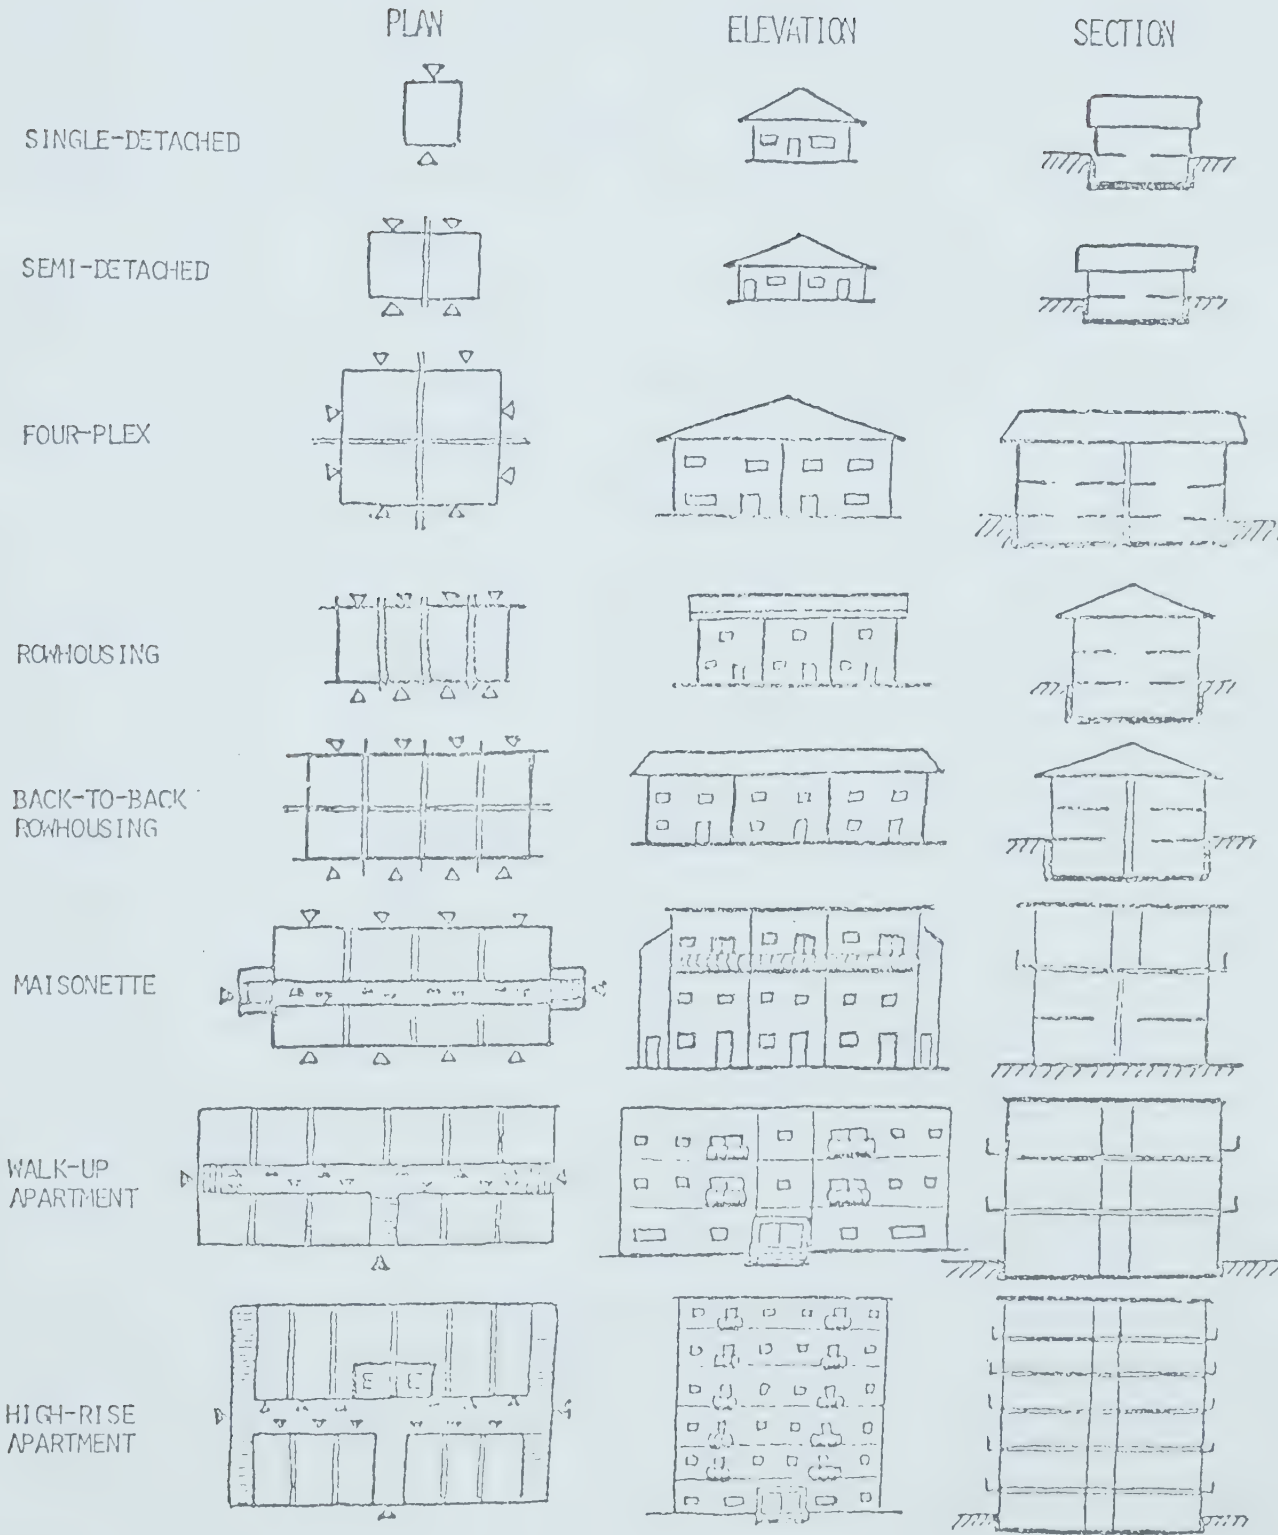 PLAN ELEVATION SECTION
SINGLE-DETACHED
SEMI-DETACHED
FOUR-PLEX
ROWHOUSING
BACK-TO-BACK
ROWHOUSING
MAISONETTE
WALK-UP
APARTMENT
E E
HIGH-RISE
APARTMENT